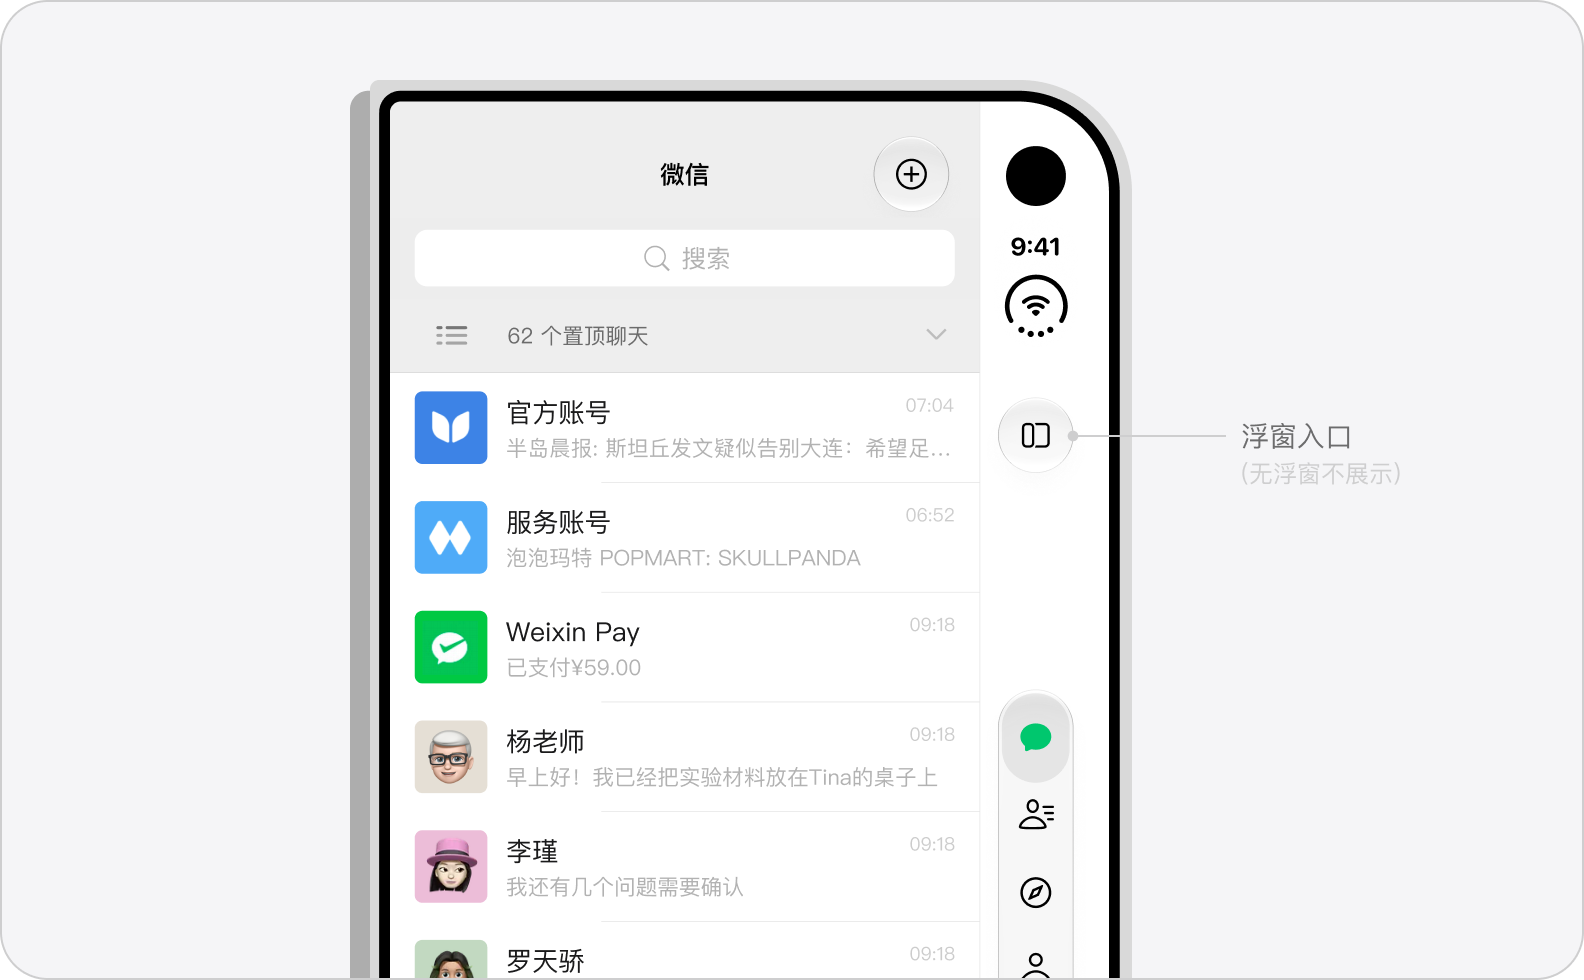 微信
搜索
62 个置顶聊天
官方账号
07:04
半岛晨报: 斯坦丘发文疑似告别大连：希望足...
服务账号
06:52
泡泡玛特 POPMART: SKULLPANDA
Weixin Pay
09:18
已支付¥59.00
杨老师
09:18
早上好！我已经把实验材料放在Tina的桌子上
李瑾
09:18
我还有几个问题需要确认
罗天骄
09:18
9:41
浮窗入口
(无浮窗不展示)